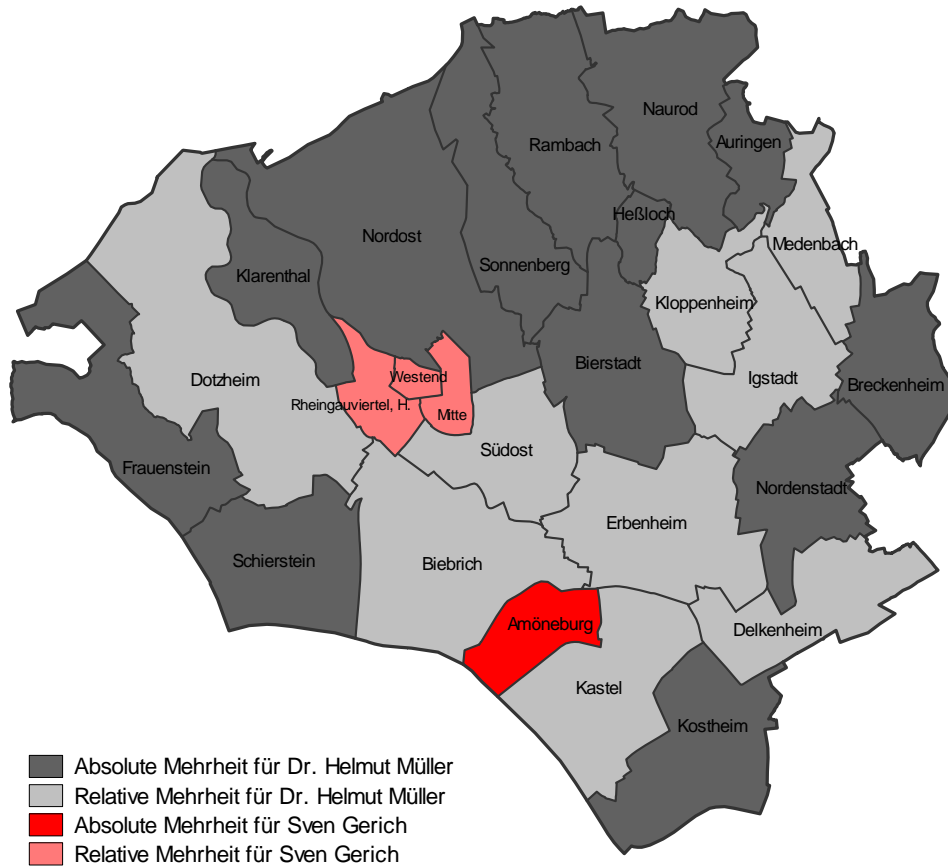 Naurod
Auringen
Rambach
Heßloch
Nordost
Medenbach
Sonnenberg
Klarenthal
Kloppenheim
Bierstadt
Igstadt
Dotzheim
Westend
Breckenheim
Rheingauviertel, H.
Mitte
Südost
Frauenstein
Nordenstadt
Erbenheim
Schierstein
Biebrich
Amöneburg
Delkenheim
Kastel
Kostheim
Absolute Mehrheit für Dr. Helmut Müller
Relative Mehrheit für Dr. Helmut Müller
Absolute Mehrheit für Sven Gerich
Relative Mehrheit für Sven Gerich